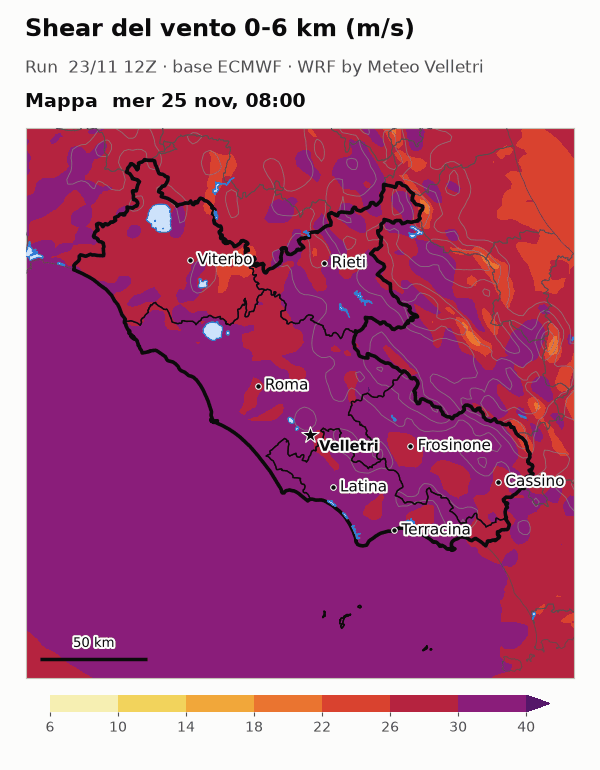 Shear del vento 0-6 km (m/s)
Run  23/11 12Z · base ECMWF · WRF by Meteo Velletri
Mappa  mer 25 nov, 08:00
Viterbo
Rieti
Roma
Velletri
Frosinone
Latina
Cassino
Terracina
50 km
6 10 14 18 22 26 30 40